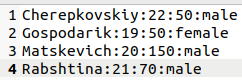 1 Cherepkovskiy:22:50:male
2 Gospodarik:19:50:female
3 Matskevich:20:150:male
4 Rabshtina:21:70:male